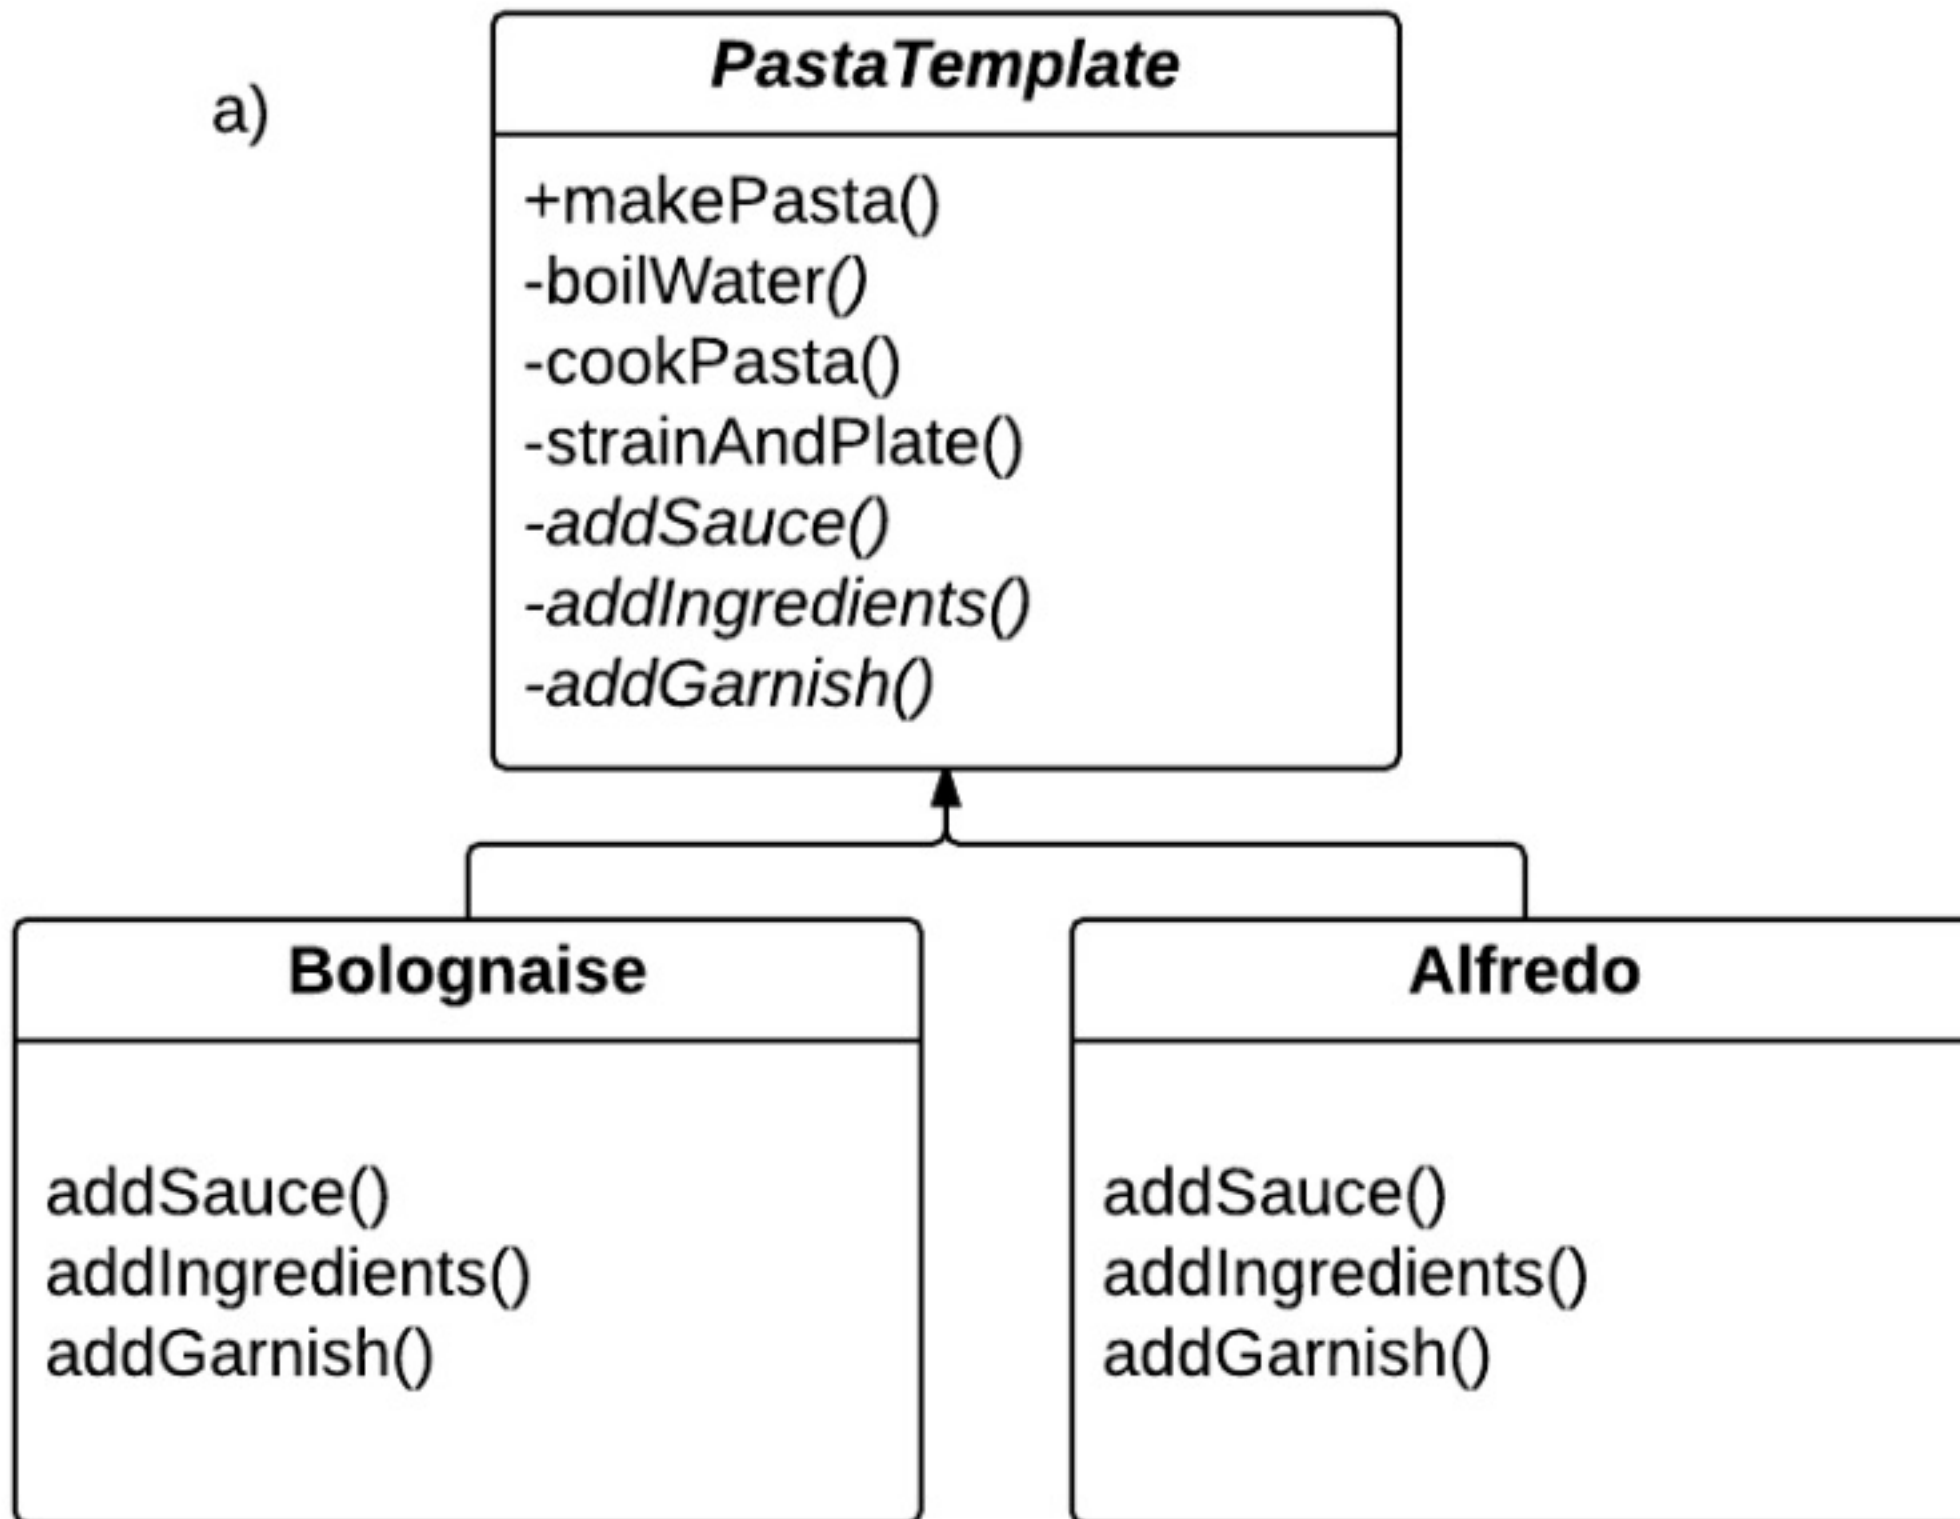 a)
PastaTemplate
+makePasta()
-boilWater()
-cookPasta()
-strainAndPlate()
-addSauce()
-addIngredients()
-addGarnish()
Bolognaise
addSauce()
addIngredients()
addGarnish()
Alfredo
addSauce()
addIngredients()
addGarnish()